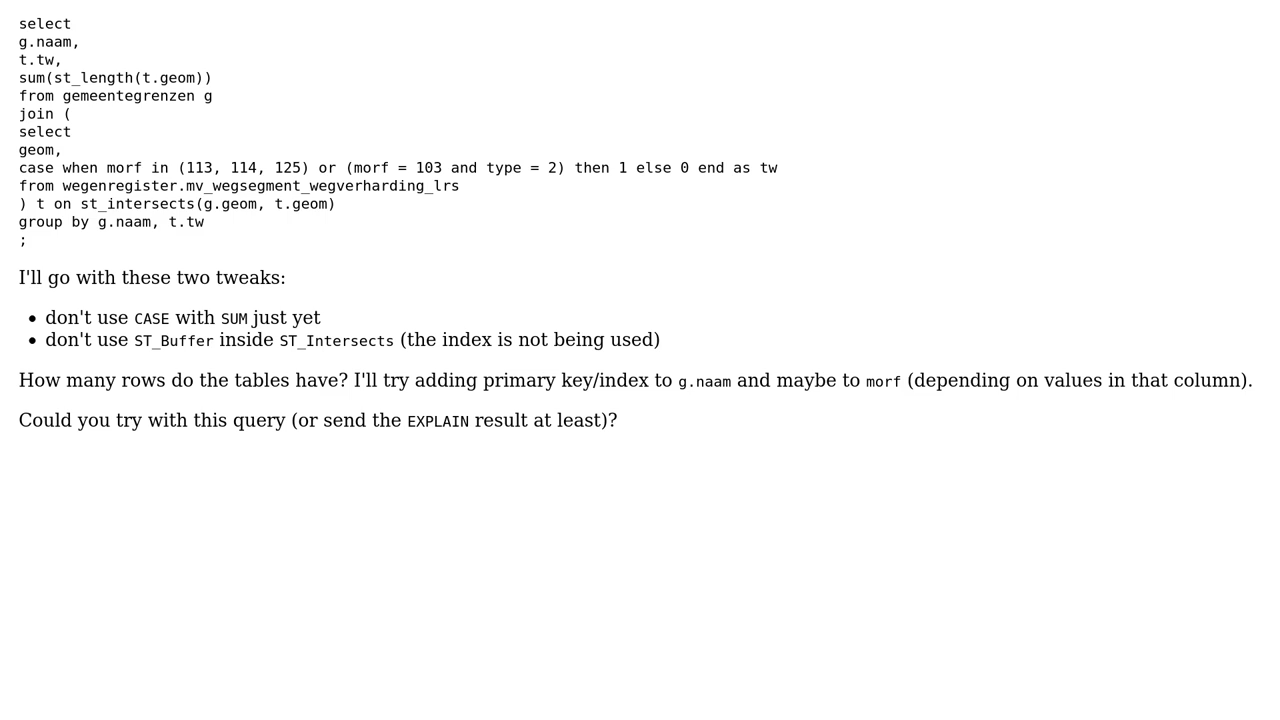 select
g.naam,
t.tw,
sum(st_length(t.geom))
from gemeentegrenzen g
join (
select
geom,
case when morf in (113, 114, 125) or (morf = 103 and type = 2) then 1 else 0 end as tw
from wegenregister.mv_wegsegment_wegverharding_lrs
) t on st_intersects(g.geom, t.geom)
group by g.naam, t.tw
;
I'll go with these two tweaks:
• don't use CASE with SUM just yet
• don't use ST_Buffer inside ST_Intersects (the index is not being used)
How many rows do the tables have? I'll try adding primary key/index to g.naam and maybe to morf (depending on values in that column).
Could you try with this query (or send the EXPLAIN result at least)?